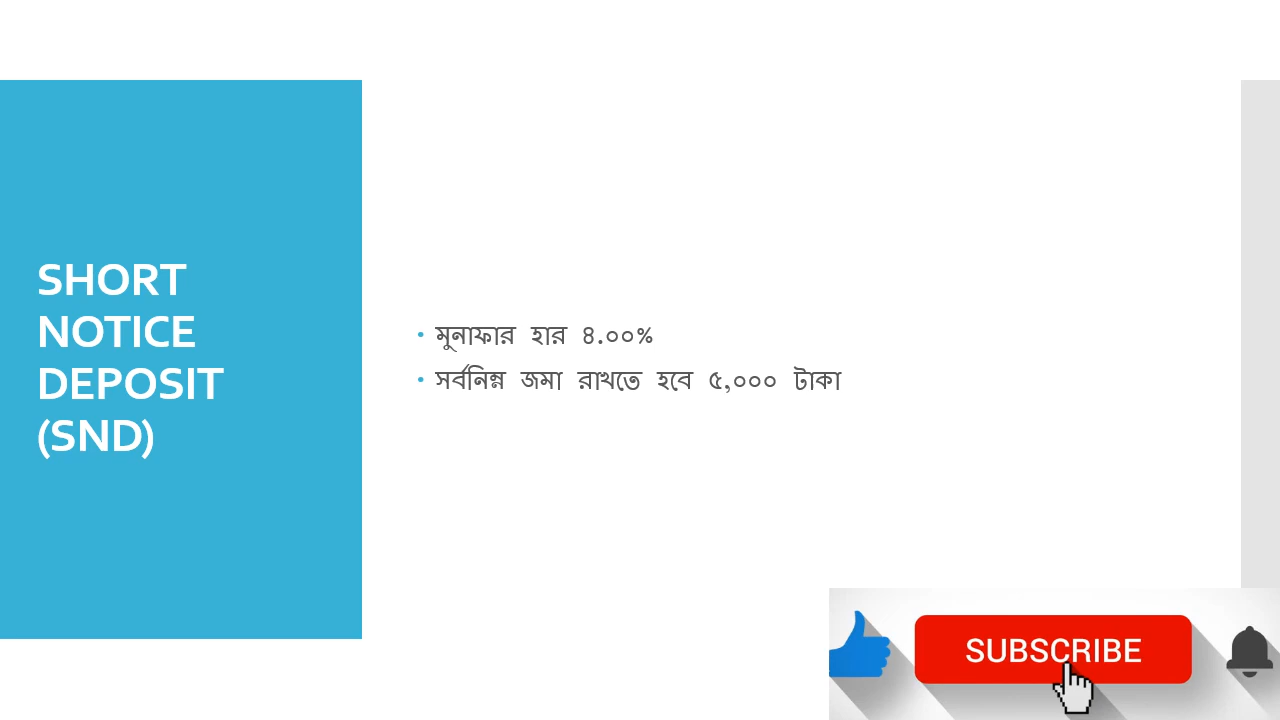 SHORT
NOTICE
DEPOSIT
(SND)
• মুনাফার হার ৪.০০%
• সর্বনিম্ন জমা রাখতে হবে ৫,০০০ টাকা
SUBSCRIBE